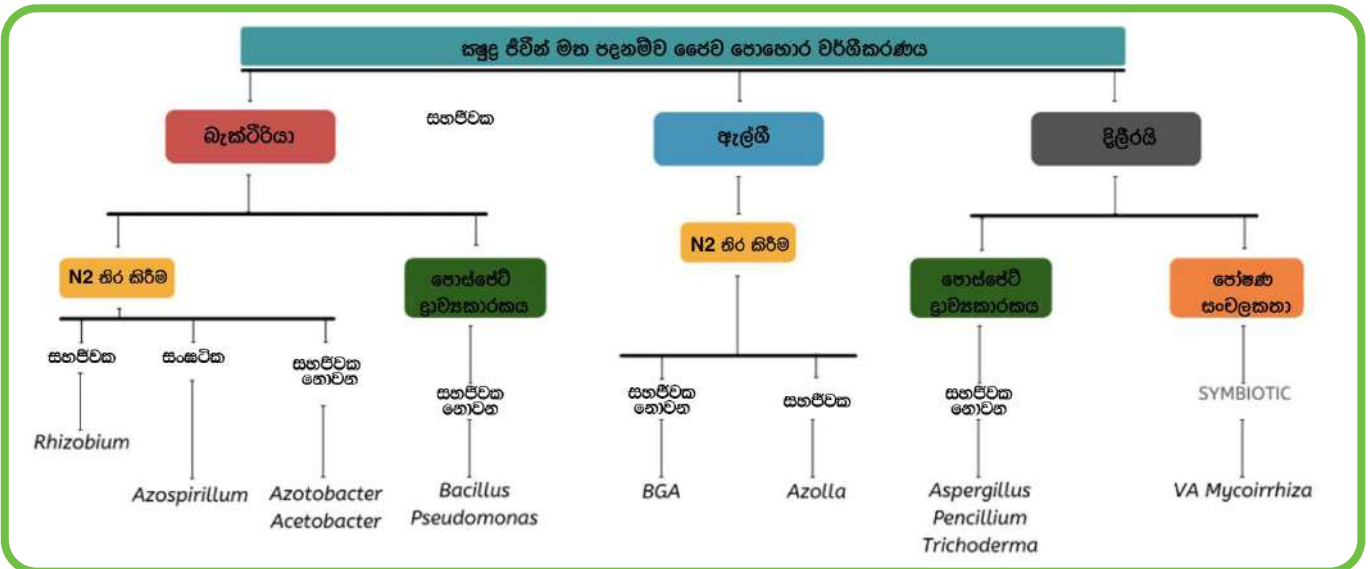 ක්ෂුද්‍ර ජීවීන් මත පදනම්ව ජෛව පොහොර වර්ගීකරණය
බැක්ටීරියා
සහජීවක
ඇල්ගී
දිලීරයි
N2 තිර කිරීම
පොස්පේට්
ද්‍රාව්‍යකාරකය
N2 තිර කිරීම
පොස්පේට්
ද්‍රාව්‍යකාරකය
පෝෂණ
සංචලකතා
සහජීවක
සංඝටික
සහජීවක
නොවන
සහජීවක
නොවන
සහජීවක
නොවන
සහජීවක
සහජීවක
නොවන
SYMBIOTIC
Rhizobium
Azospirillum
Azotobacter
Acetobacter
Bacillus
Pseudomonas
BGA
Azolla
Aspergillus
Pencillium
Trichoderma
VA Mycoirrhiza